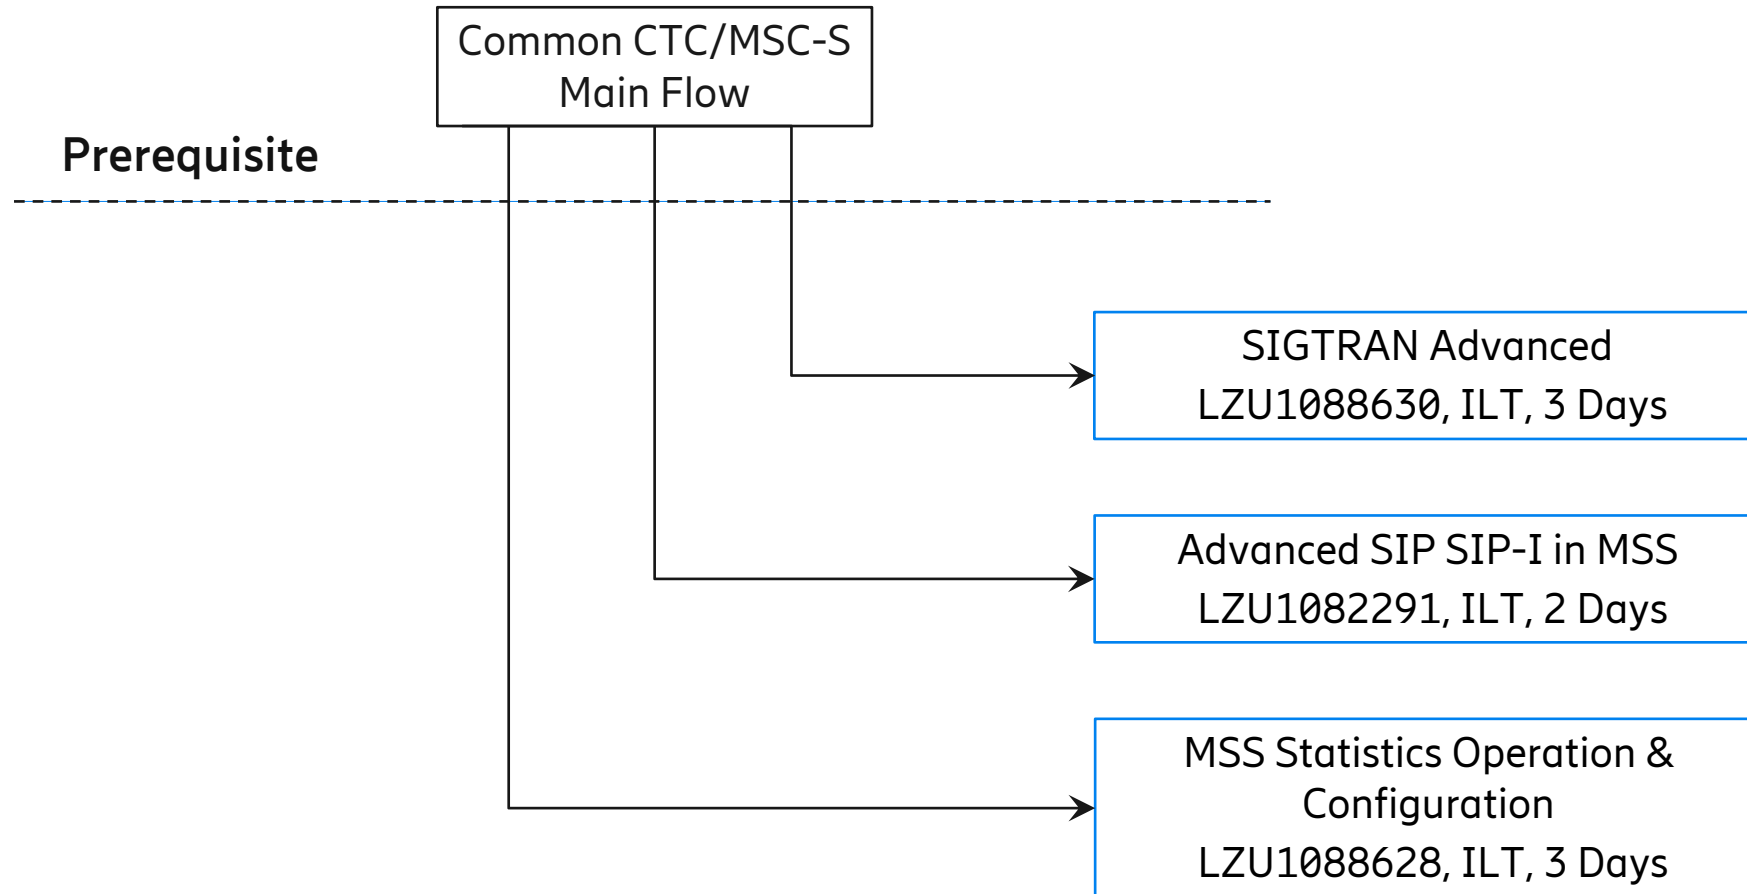 Common CTC/MSC-S
Main Flow
Prerequisite
SIGTRAN Advanced
LZU1088630, ILT, 3 Days
Advanced SIP SIP-I in MSS
LZU1082291, ILT, 2 Days
MSS Statistics Operation &
Configuration
LZU1088628, ILT, 3 Days